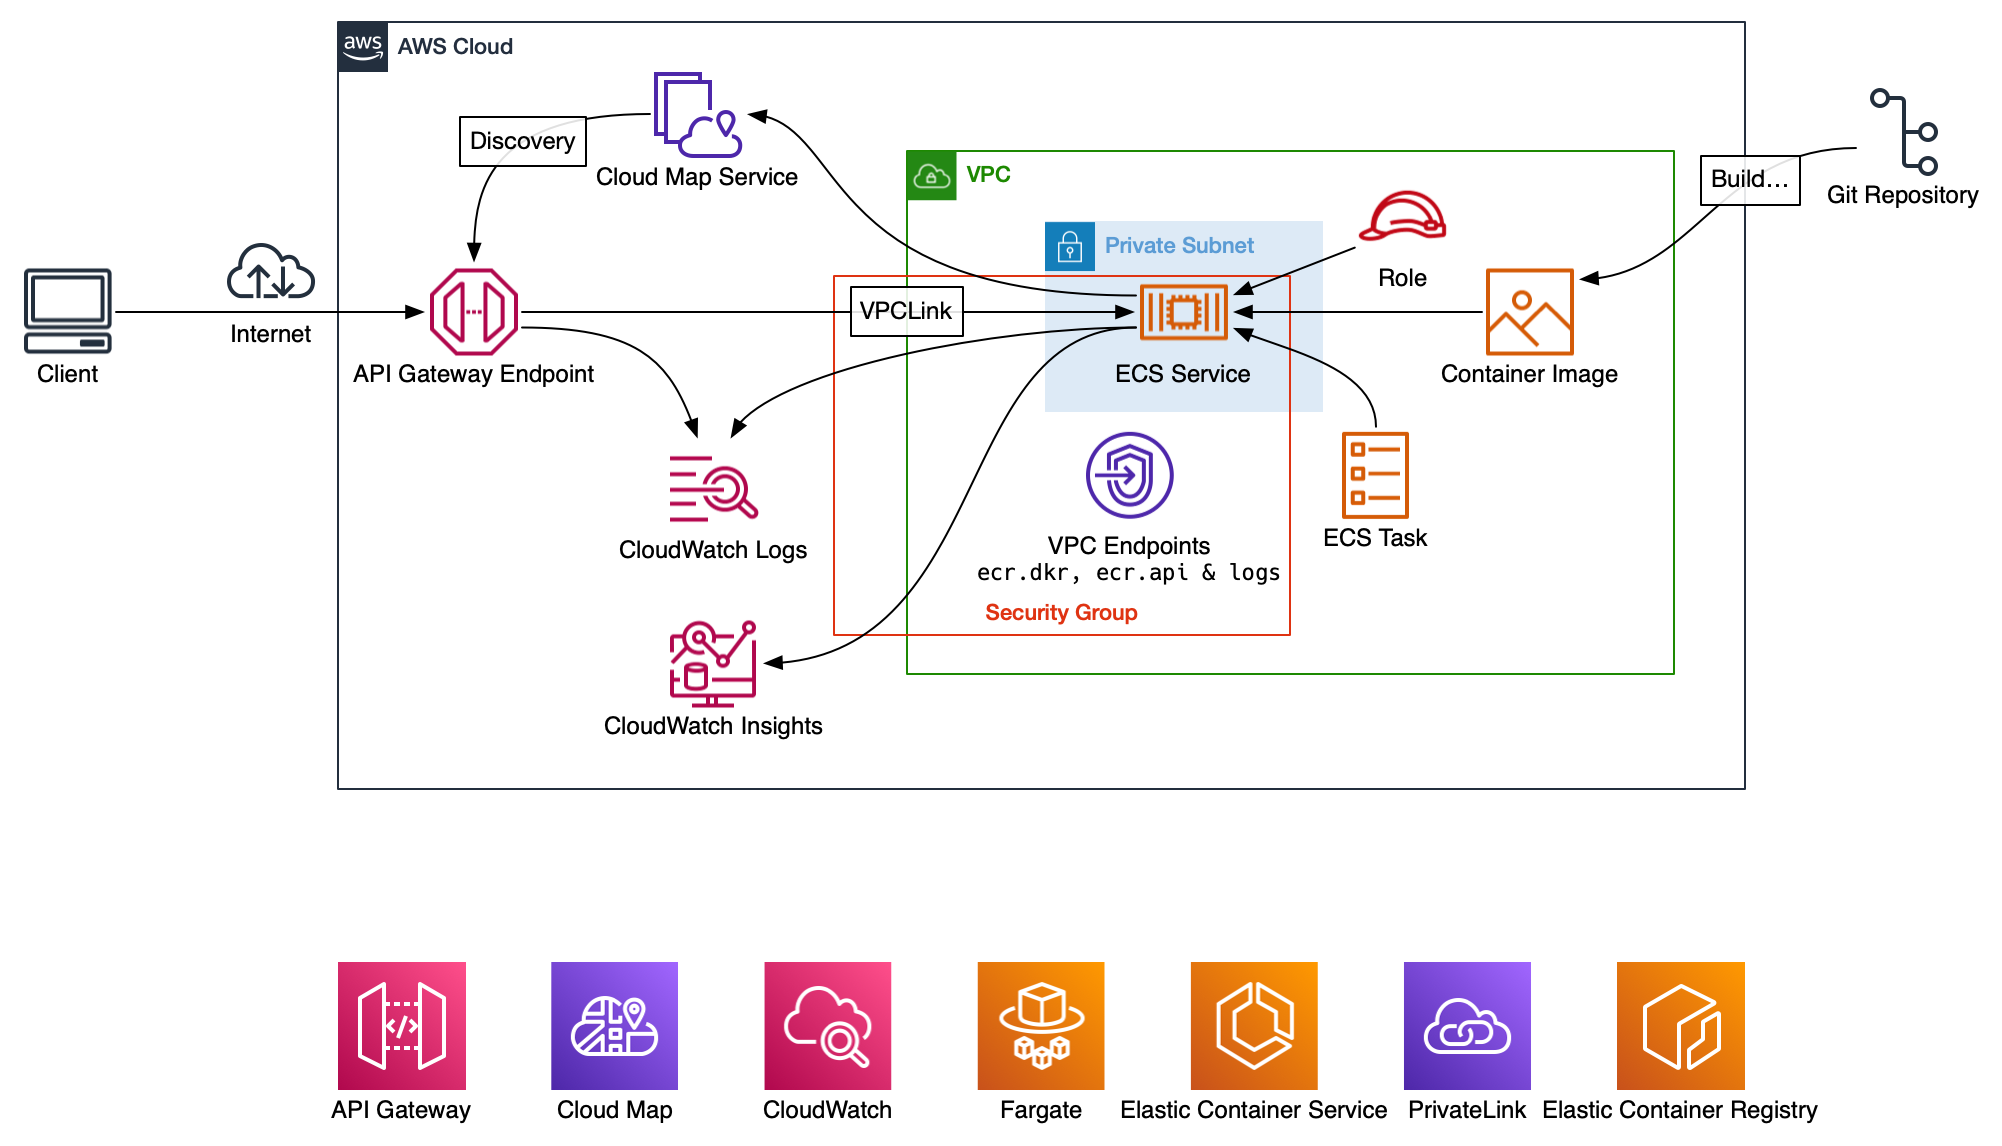 aws
AWS Cloud
Discovery
Cloud Map Service
VPC
Build...
Git Repository
Private Subnet
Role
Internet
VPCLink
Client
API Gateway Endpoint
ECS Service
Container Image
CloudWatch Logs
VPC Endpoints
ecr.dkr, ecr.api & logs
ECS Task
Security Group
CloudWatch Insights
</>
API Gateway
Cloud Map
CloudWatch
Fargate
Elastic Container Service
PrivateLink
Elastic Container Registry